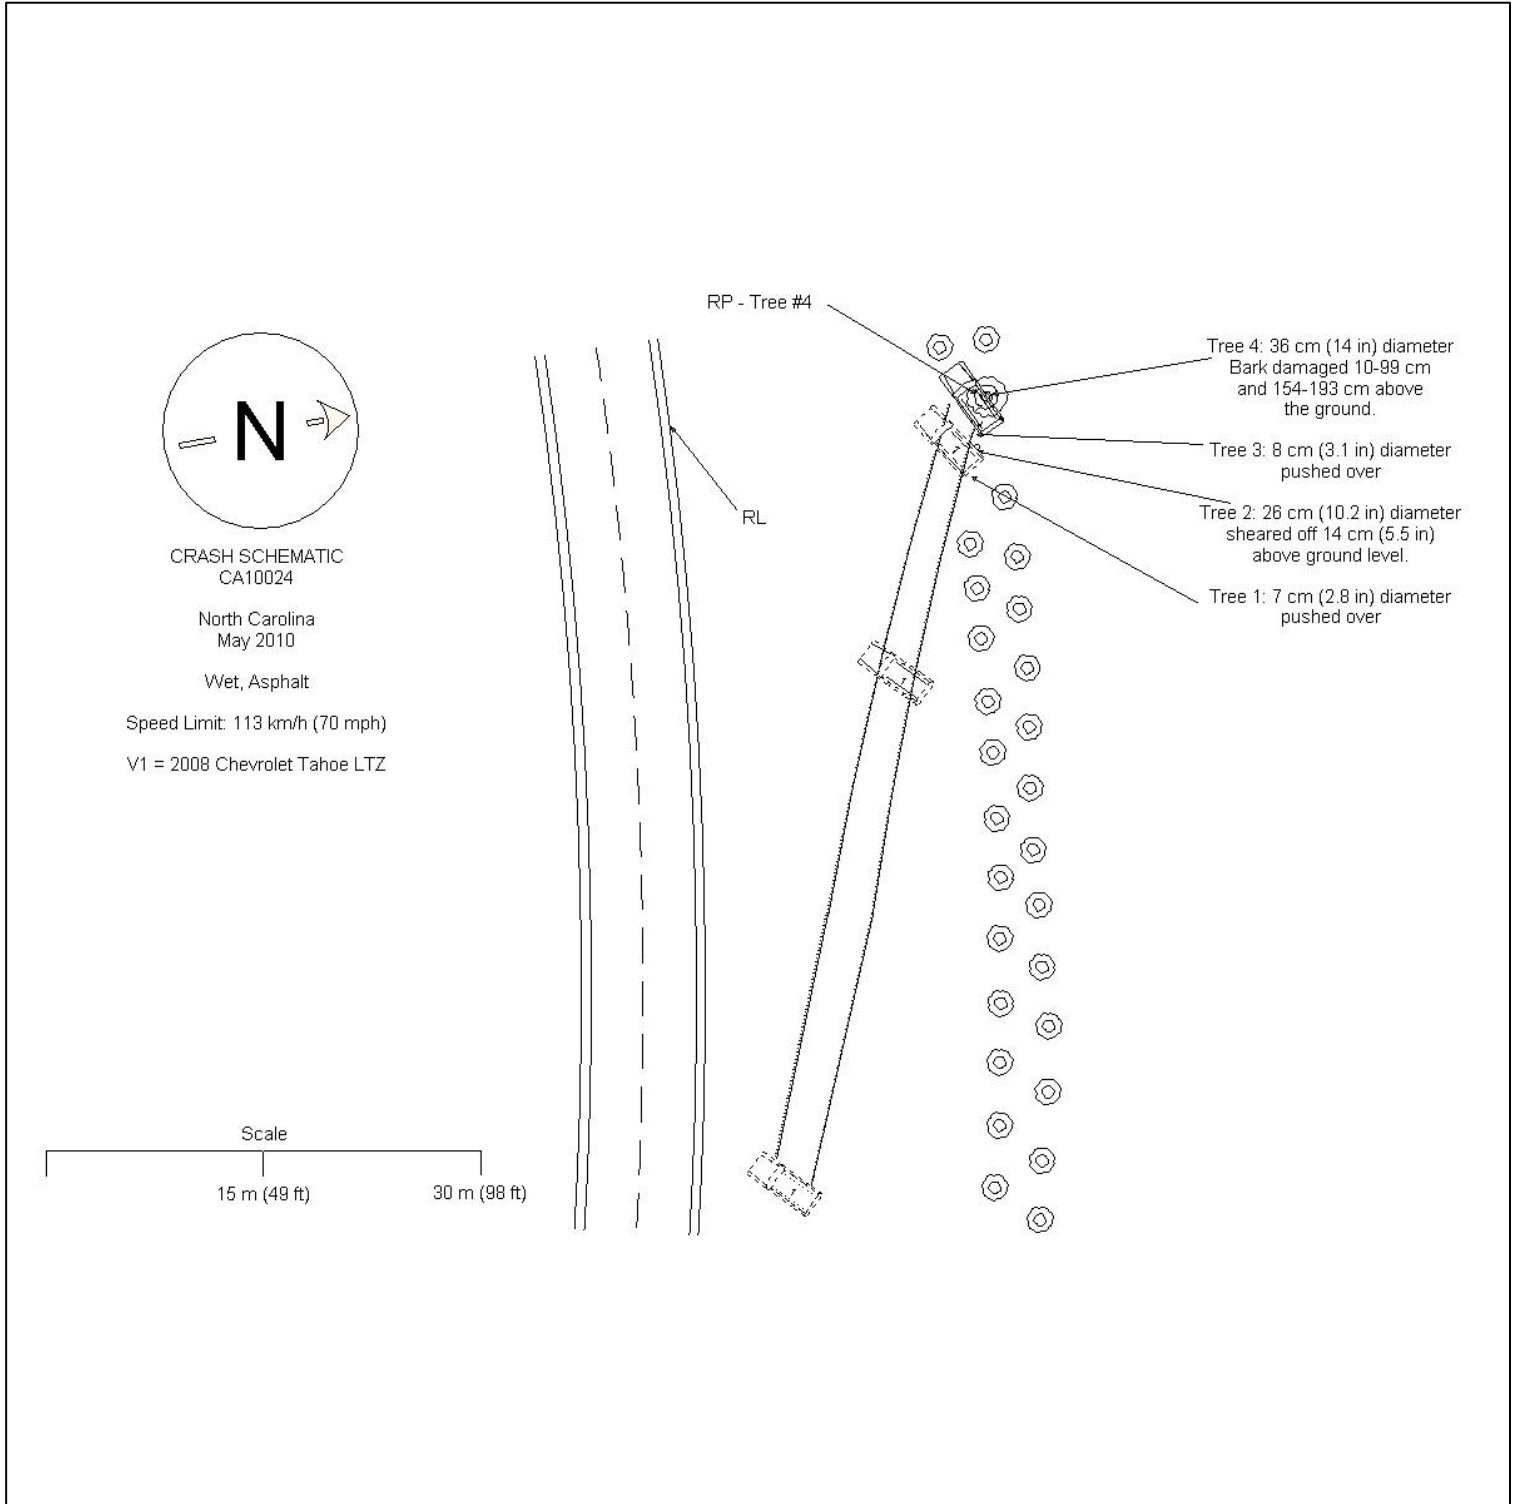 RP - Tree #4
N
CRASH SCHEMATIC
CA10024
North Carolina
May 2010
Wet, Asphalt
Speed Limit: 113 km/h (70 mph)
V1 = 2008 Chevrolet Tahoe LTZ
RL
Tree 4: 36 cm (14 in) diameter
Bark damaged 10-99 cm
and 154-193 cm above
the ground.
Tree 3: 8 cm (3.1 in) diameter
pushed over
Tree 2: 26 cm (10.2 in) diameter
sheared off 14 cm (5.5 in)
above ground level.
Tree 1: 7 cm (2.8 in) diameter
pushed over
1
1
Scale
15 m (49 ft)
30 m (98 ft)